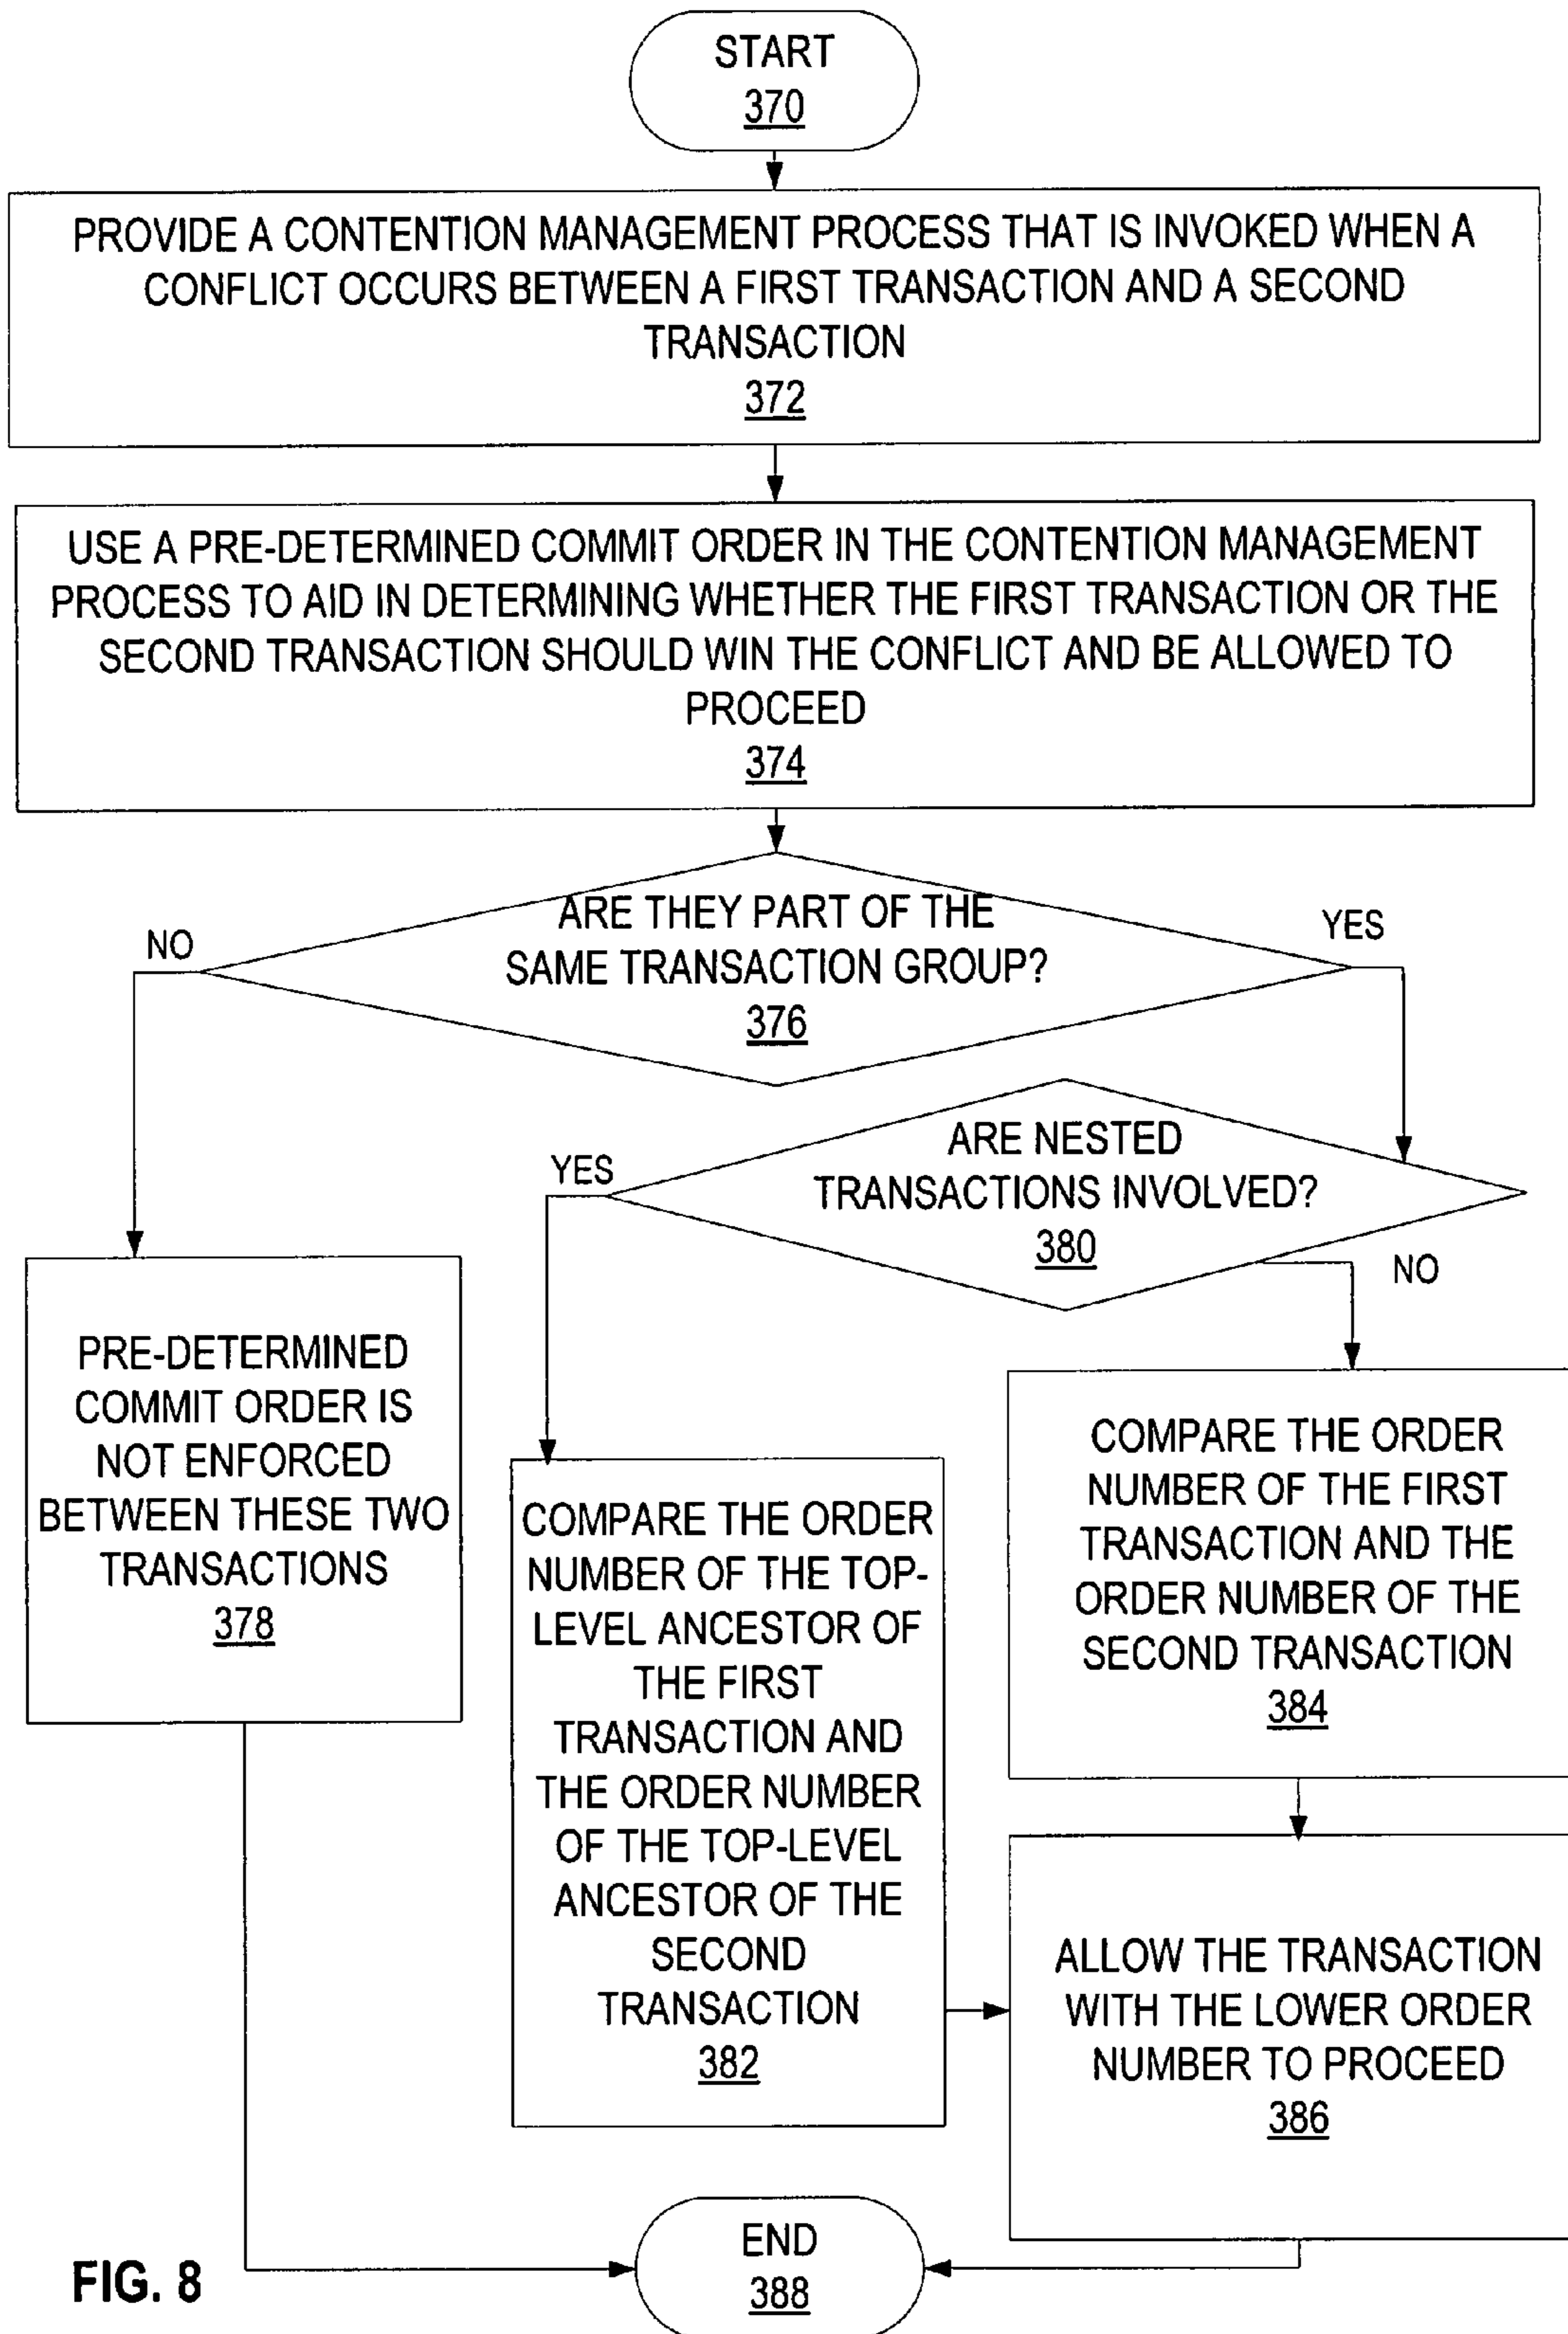 START
370
PROVIDE A CONTENTION MANAGEMENT PROCESS THAT IS INVOKED WHEN A
CONFLICT OCCURS BETWEEN A FIRST TRANSACTION AND A SECOND
TRANSACTION
372
USE A PRE-DETERMINED COMMIT ORDER IN THE CONTENTION MANAGEMENT
PROCESS TO AID IN DETERMINING WHETHER THE FIRST TRANSACTION OR THE
SECOND TRANSACTION SHOULD WIN THE CONFLICT AND BE ALLOWED TO
PROCEED
374
ARE THEY PART OF THE
SAME TRANSACTION GROUP?
376
NO
YES
ARE NESTED
TRANSACTIONS INVOLVED?
380
YES
NO
PRE-DETERMINED
COMMIT ORDER IS
NOT ENFORCED
BETWEEN THESE TWO
TRANSACTIONS
378
COMPARE THE ORDER
NUMBER OF THE TOP-
LEVEL ANCESTOR OF
THE FIRST
TRANSACTION AND
THE ORDER NUMBER
OF THE TOP-LEVEL
ANCESTOR OF THE
SECOND
TRANSACTION
382
COMPARE THE ORDER
NUMBER OF THE FIRST
TRANSACTION AND THE
ORDER NUMBER OF THE
SECOND TRANSACTION
384
ALLOW THE TRANSACTION
WITH THE LOWER ORDER
NUMBER TO PROCEED
386
END
388
FIG. 8